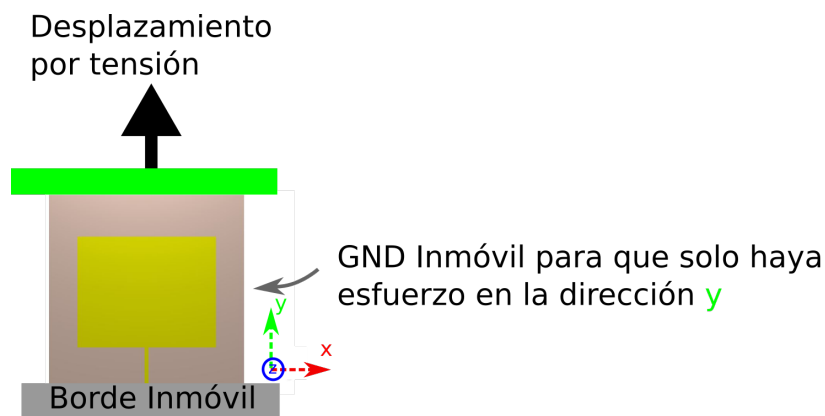 Desplazamiento
por tensión
GND Inmóvil para que solo haya
esfuerzo en la dirección y
y
x
z
Borde Inmóvil